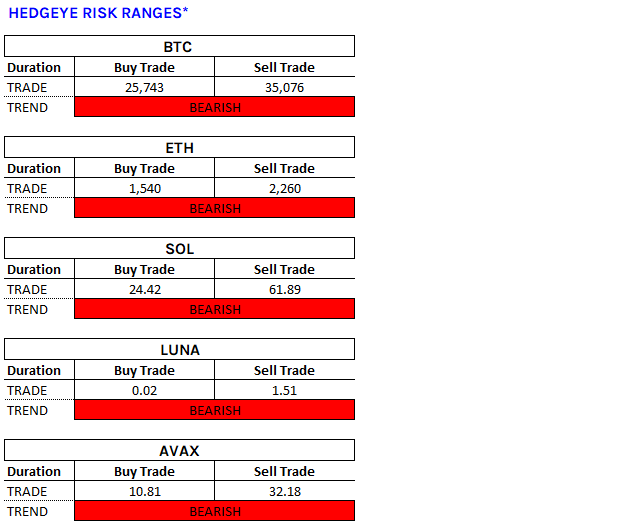 HEDGEYE RISK RANGES*
BTC
Duration Buy Trade Sell Trade
TRADE 25,743 35,076
TREND BEARISH
ETH
Duration Buy Trade Sell Trade
TRADE 1,540 2,260
TREND BEARISH
SOL
Duration Buy Trade Sell Trade
TRADE 24.42 61.89
TREND BEARISH
LUNA
Duration Buy Trade Sell Trade
TRADE 0.02 1.51
TREND BEARISH
AVAX
Duration Buy Trade Sell Trade
TRADE 10.81 32.18
TREND BEARISH